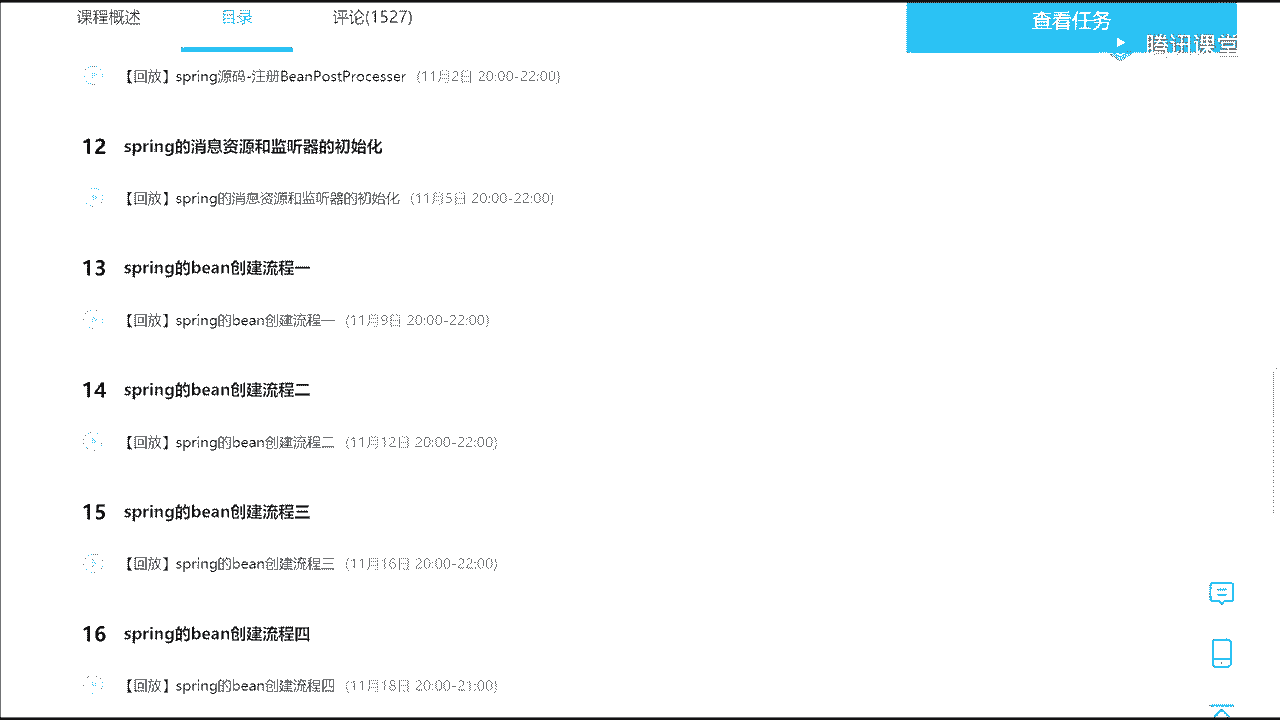 课程概述 目录 评论(1527) 查看任务
腾讯课堂
【回放】spring源码-注册BeanPostProcesser (11月2日 20:00-22:00)
12 spring的消息资源和监听器的初始化
【回放】spring的消息资源和监听器的初始化 (11月5日 20:00-22:00)
13 spring的bean创建流程一
【回放】spring的bean创建流程一 (11月9日 20:00-22:00)
14 spring的bean创建流程二
【回放】spring的bean创建流程二 (11月12日 20:00-22:00)
15 spring的bean创建流程三
【回放】spring的bean创建流程三 (11月16日 20:00-22:00)
16 spring的bean创建流程四
【回放】spring的bean创建流程四 (11月18日 20:00-21:00)